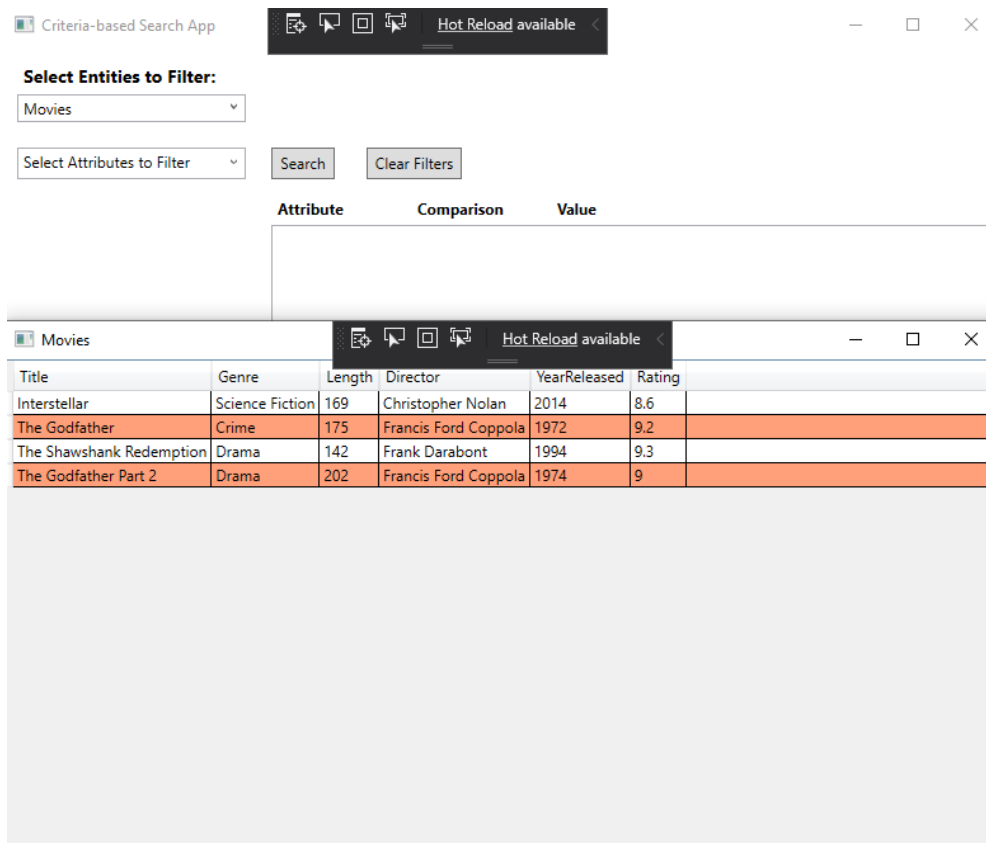 Criteria-based Search App
Hot Reload available
Select Entities to Filter:
Movies
Select Attributes to Filter Search Clear Filters
Attribute Comparison Value
Movies
Hot Reload available
Title Genre Length Director YearReleased Rating
Interstellar Science Fiction 169 Christopher Nolan 2014 8.6
The Godfather Crime 175 Francis Ford Coppola 1972 9.2
The Shawshank Redemption Drama 142 Frank Darabont 1994 9.3
The Godfather Part 2 Drama 202 Francis Ford Coppola 1974 9